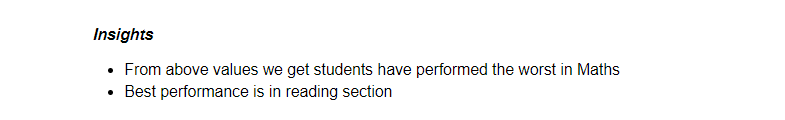 Insights
• From above values we get students have performed the worst in Maths
• Best performance is in reading section